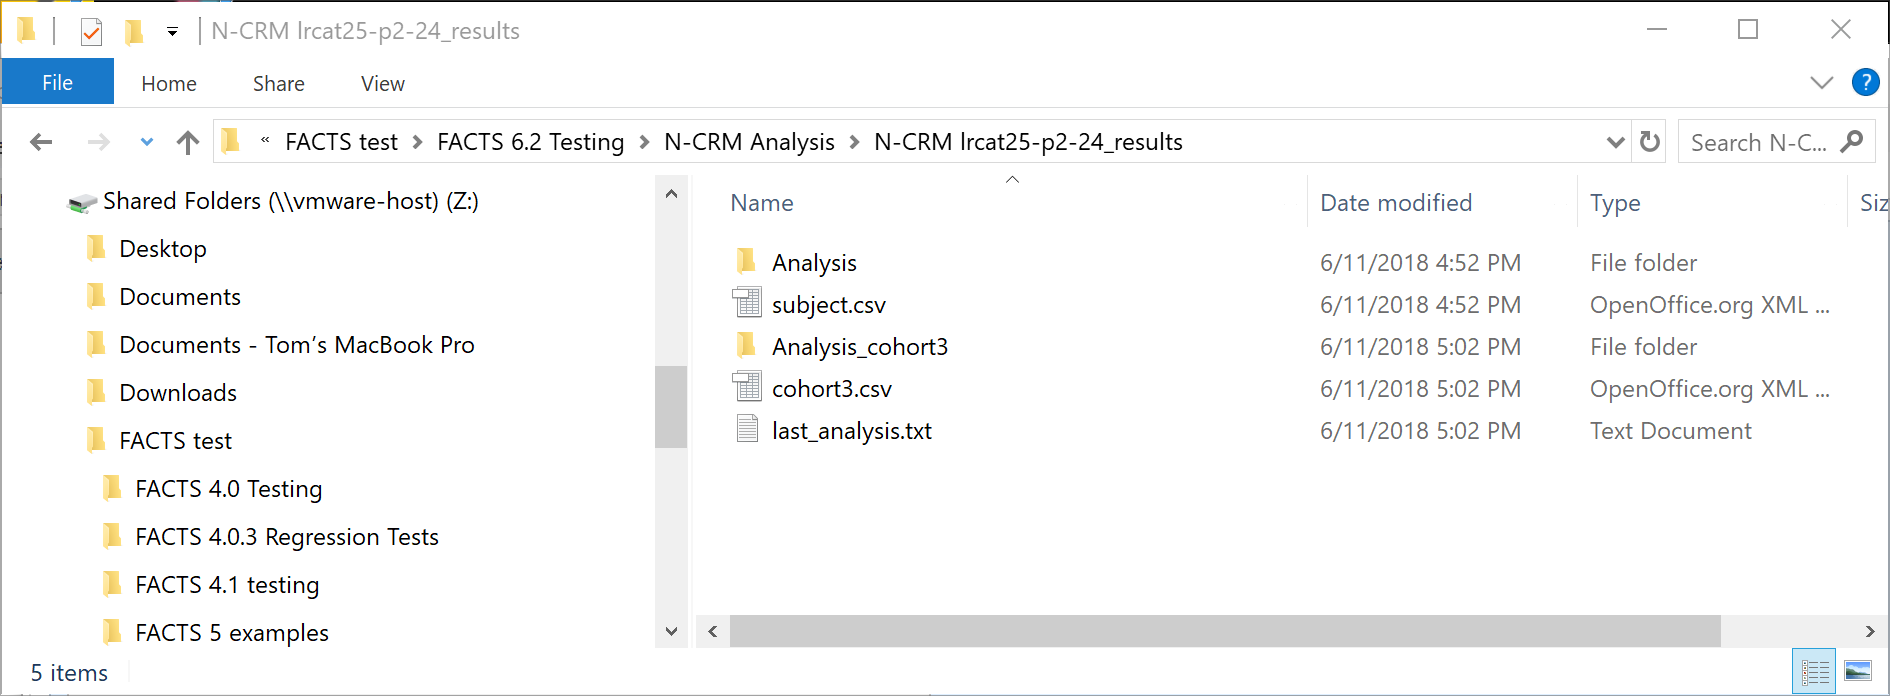 N-CRM lrcat25-p2-24_results
File Home Share View ?
« FACTS test > FACTS 6.2 Testing > N-CRM Analysis > N-CRM lrcat25-p2-24_results Search N-C...
Shared Folders (\\vmware-host) (Z:)
Desktop
Documents
Documents - Tom’s MacBook Pro
Downloads
FACTS test
FACTS 4.0 Testing
FACTS 4.0.3 Regression Tests
FACTS 4.1 testing
FACTS 5 examples
Name Date modified Type Siz
Analysis 6/11/2018 4:52 PM File folder
subject.csv 6/11/2018 4:52 PM OpenOffice.org XML ...
Analysis_cohort3 6/11/2018 5:02 PM File folder
cohort3.csv 6/11/2018 5:02 PM OpenOffice.org XML ...
last_analysis.txt 6/11/2018 5:02 PM Text Document
5 items